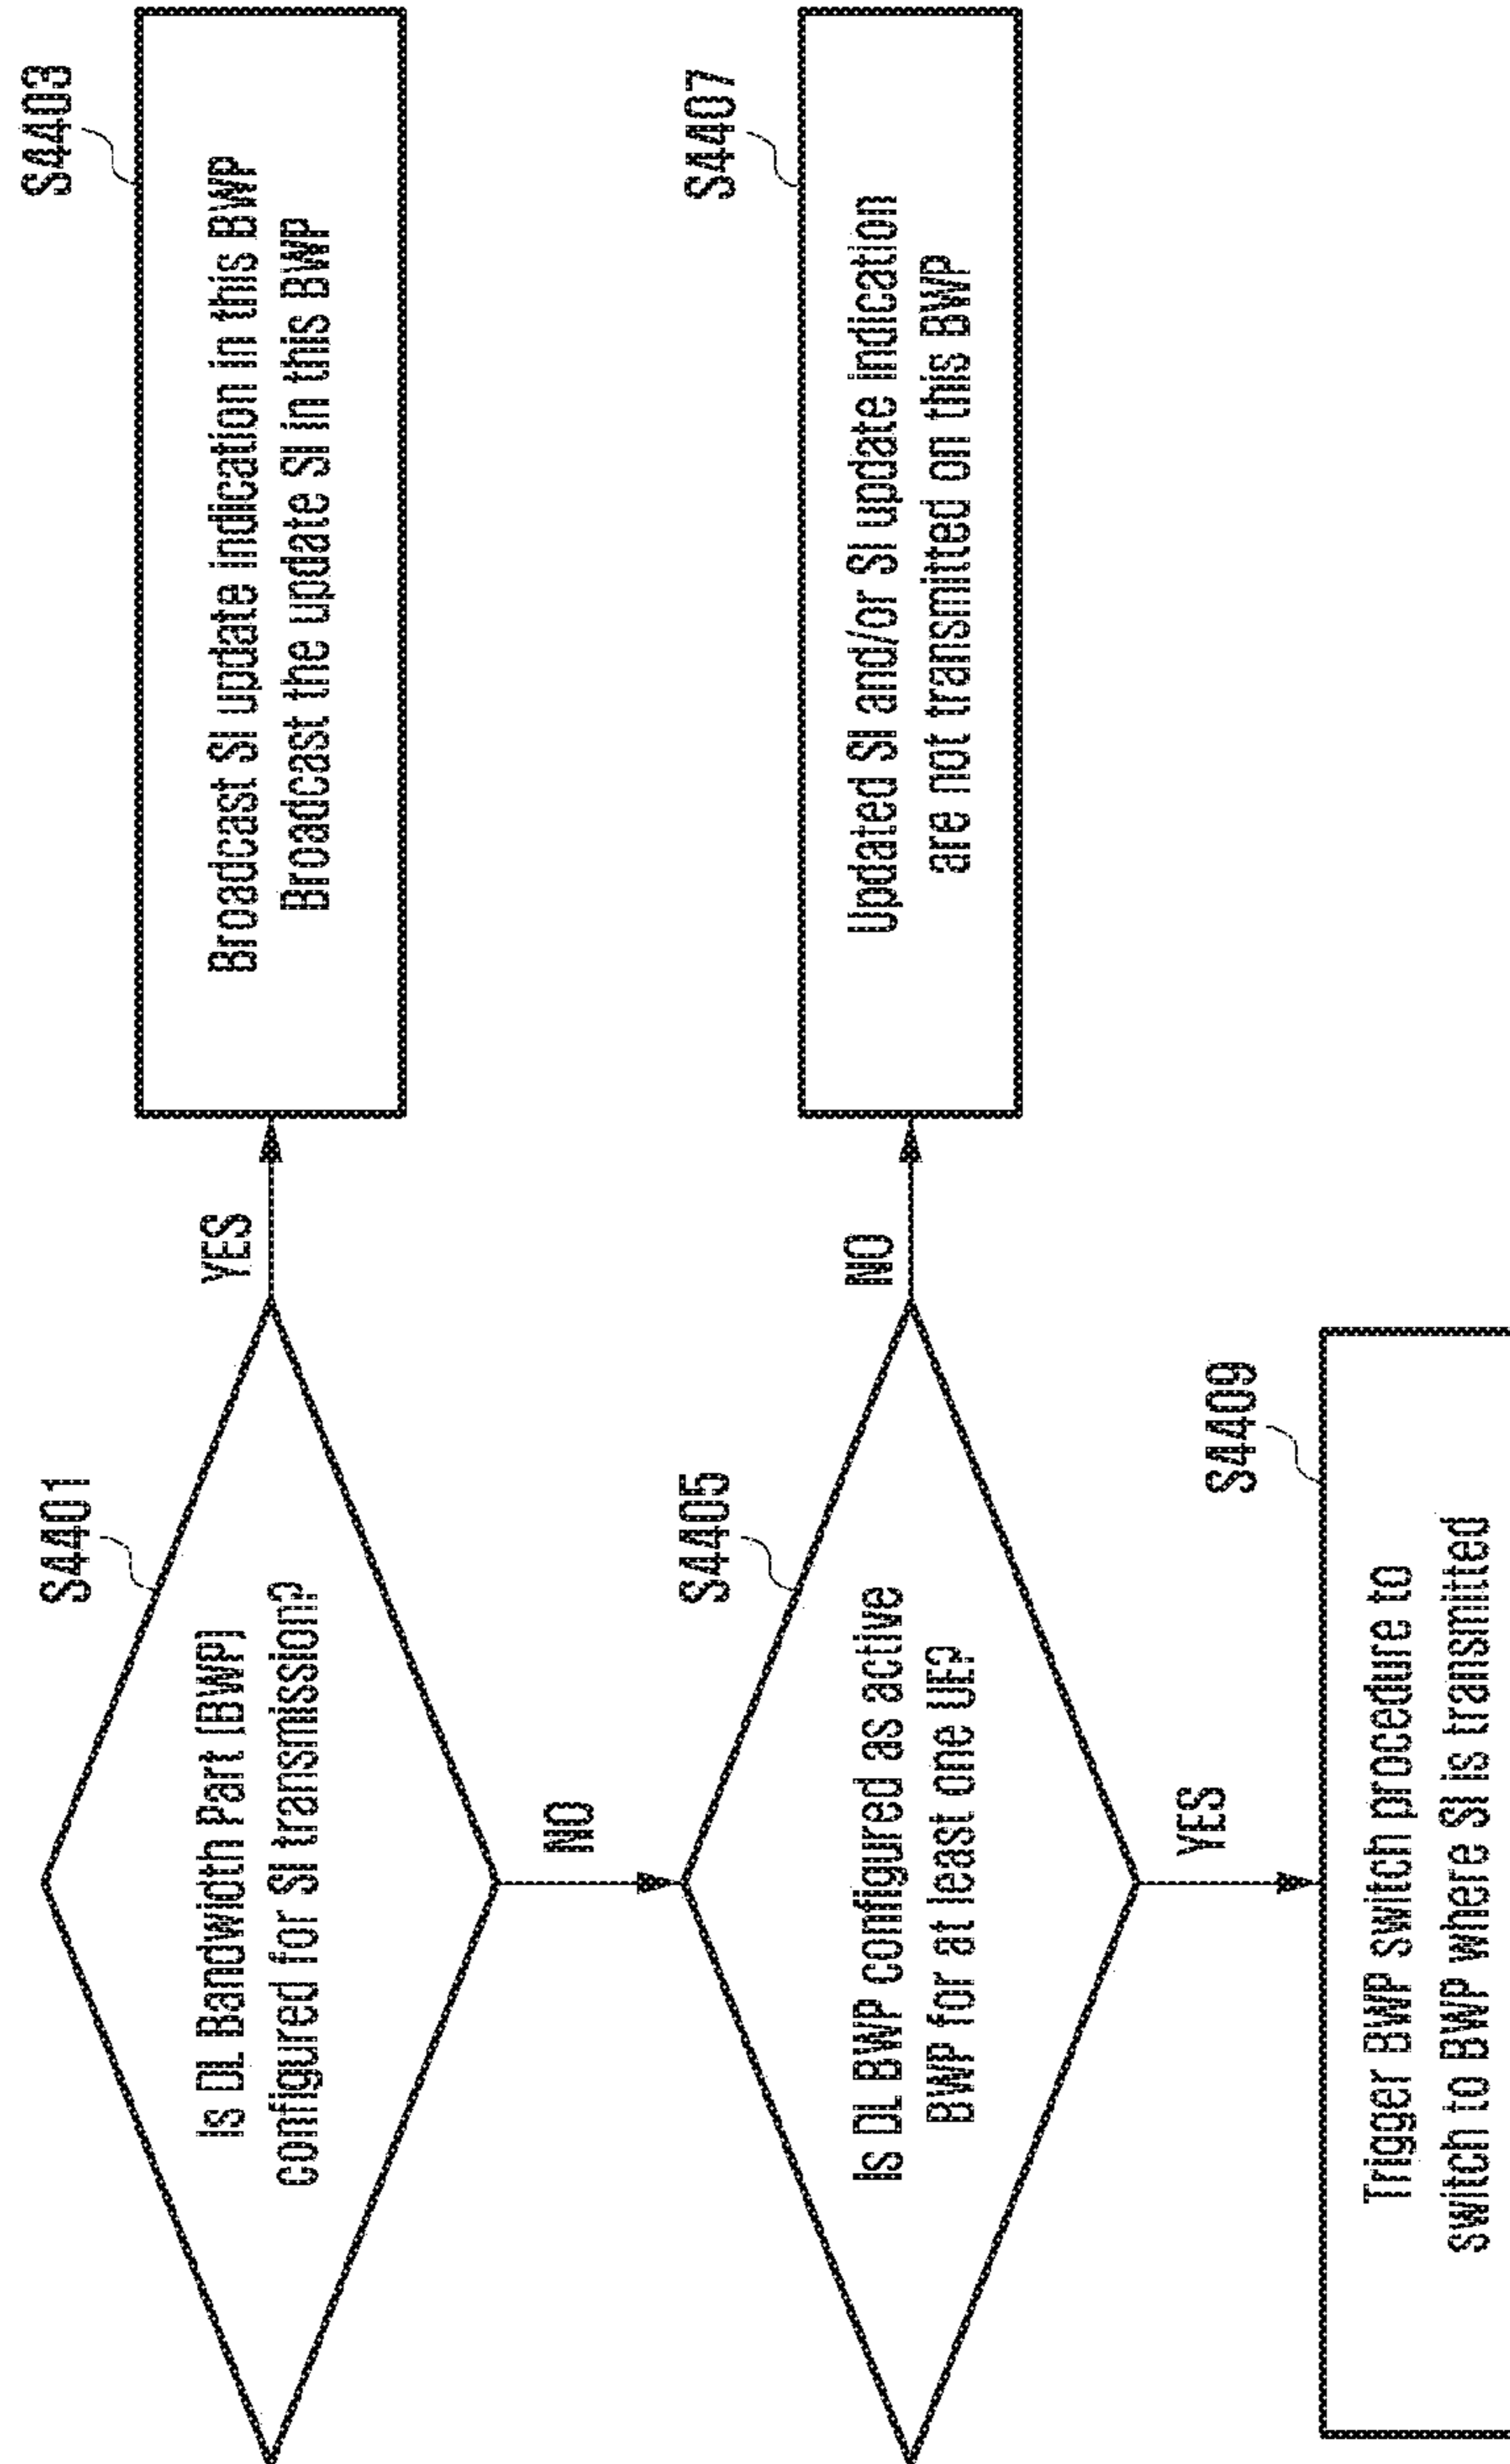 S4401
Is DL Bandwidth Part (BWP)
configured for SI transmission?
YES
S4403
Broadcast SI update indication in this BWP
Broadcast the update SI in this BWP
NO
S4405
Is DL BWP configured as active
BWP for at least one UE?
NO
S4407
Updated SI and/or SI update indication
are not transmitted on this BWP
YES
S4409
Trigger BWP switch procedure to
switch to BWP where SI is transmitted